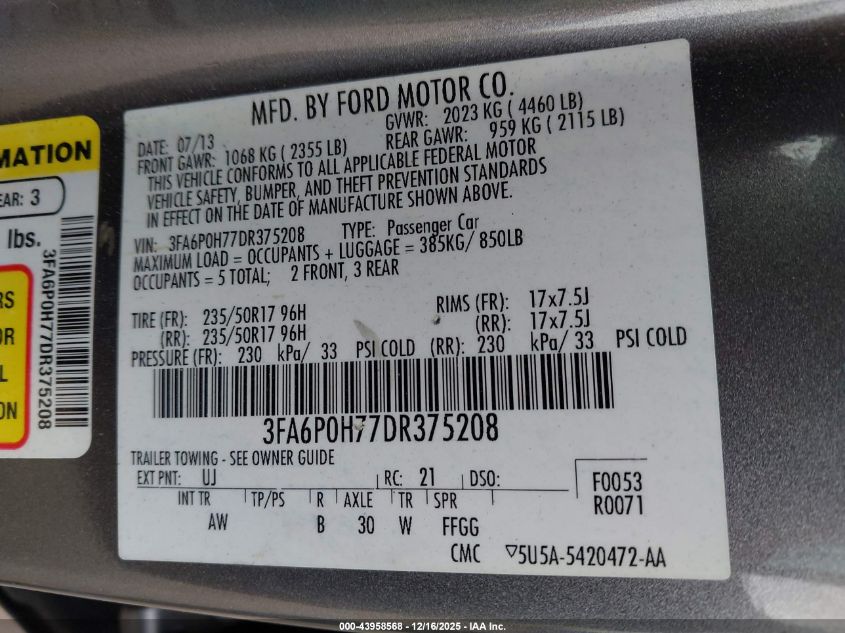 MFD. BY FORD MOTOR CO.
DATE: 07/13 GVWR: 2023 KG ( 4460 LB)
FRONT GAWR: 1068 KG ( 2355 LB) REAR GAWR: 959 KG ( 2115 LB)
THIS VEHICLE CONFORMS TO ALL APPLICABLE FEDERAL MOTOR
VEHICLE SAFETY, BUMPER, AND THEFT PREVENTION STANDARDS
IN EFFECT ON THE DATE OF MANUFACTURE SHOWN ABOVE.
VIN: 3FA6P0H77DR375208 TYPE: Passenger Car
MAXIMUM LOAD = OCCUPANTS + LUGGAGE = 385KG/ 850LB
OCCUPANTS = 5 TOTAL; 2 FRONT, 3 REAR
TIRE (FR): 235/50R17 96H RIMS (FR): 17x7.5J
(RR): 235/50R17 96H (RR): 17x7.5J
PRESSURE (FR): 230 kPa/ 33 PSI COLD (RR): 230 kPa/ 33 PSI COLD
3FA6P0H77DR375208
TRAILER TOWING - SEE OWNER GUIDE
EXT PNT: UJ RC: 21 DSO: F0053
R0071
INT TR TP/PS R AXLE TR SPR
AW B 30 W FFGG
CMC 5U5A-5420472-AA
MATION
EAR: 3
lbs.
3FA6P0H77DR375208
RS
OR
L
ON
000-43958568 - 12/16/2025 - IAA Inc.